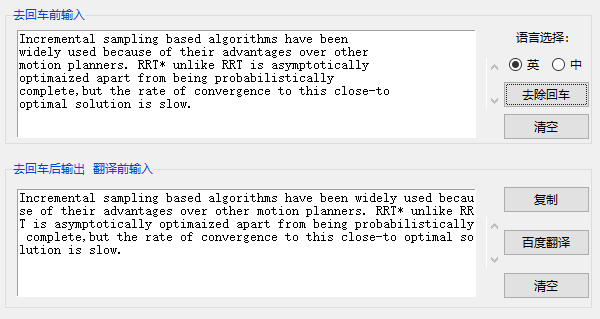 去回车前输入
Incremental sampling based algorithms have been
widely used because of their advantages over other
motion planners. RRT* unlike RRT is asymptotically
optimaized apart from being probabilistically
complete,but the rate of convergence to this close-to
optimal solution is slow.
语言选择:
英 中
去除回车
清空
去回车后输出 翻译前输入
Incremental sampling based algorithms have been widely used becau
se of their advantages over other motion planners. RRT* unlike RR
T is asymptotically optimaized apart from being probabilistically
complete,but the rate of convergence to this close-to optimal so
lution is slow.
复制
百度翻译
清空